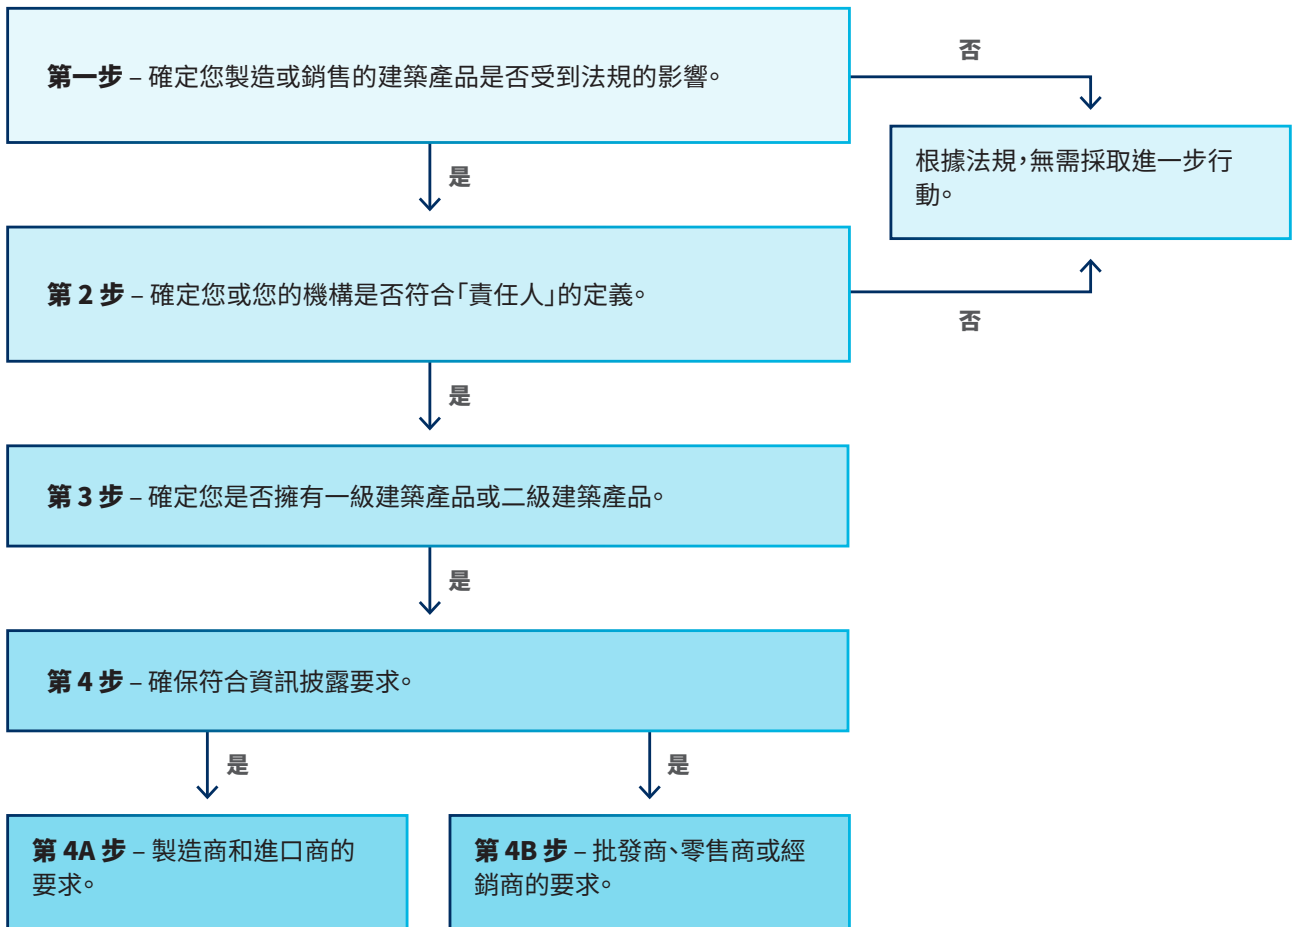 第一步 – 確定您製造或銷售的建築產品是否受到法規的影響。
否
根據法規，無需採取進一步行
動。
是
第 2 步 – 確定您或您的機構是否符合「責任人」的定義。
否
是
第 3 步 – 確定您是否擁有一級建築產品或二級建築產品。
是
第 4 步 – 確保符合資訊披露要求。
是
是
第 4A 步 – 製造商和進口商的
要求。
第 4B 步 – 批發商、零售商或經
銷商的要求。